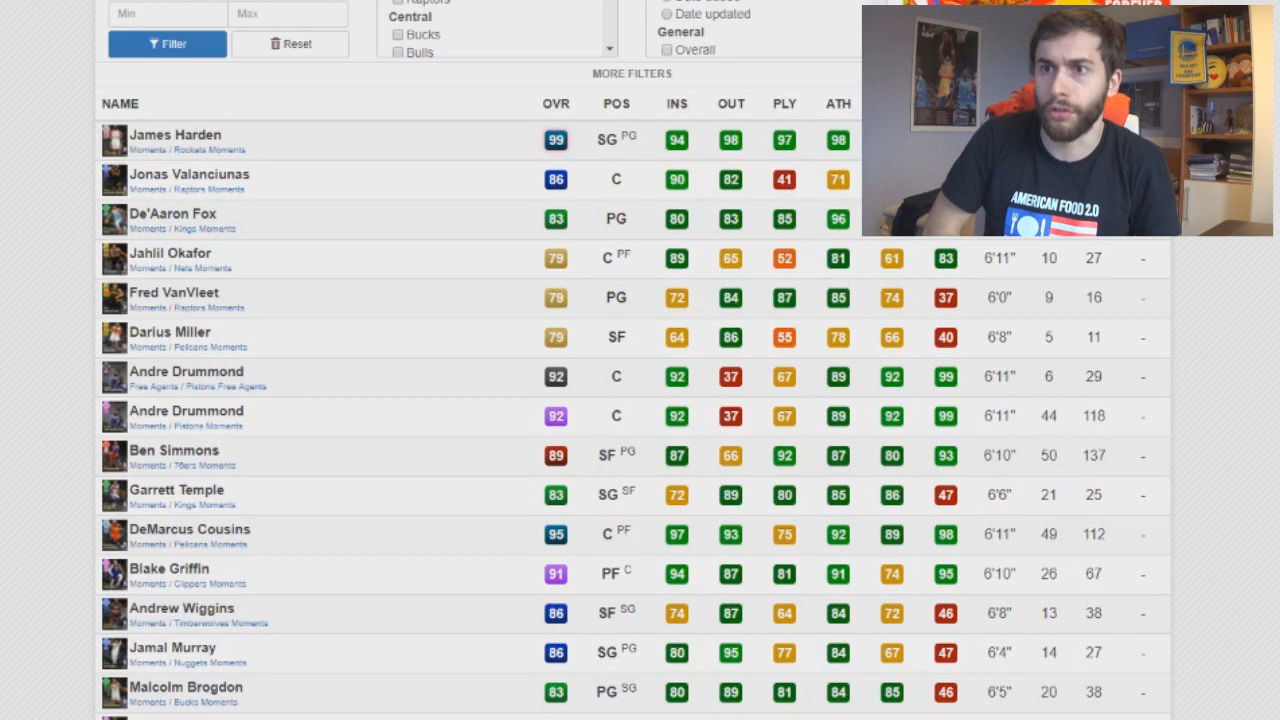 Min Max
Raptors
Central
Bucks
Bulls
Filter Reset
Date updated
General
Overall
MORE FILTERS
NAME OVR POS INS OUT PLY ATH
James Harden 99 SG PG 94 98 97 98
Moments / Rockets Moments
Jonas Valanciunas 86 C 90 82 41 71
Moments / Raptors Moments
De'Aaron Fox 83 PG 80 83 85 96
Moments / Kings Moments
Jahlil Okafor 79 C PF 89 65 52 81 61 83 6'11" 10 27 -
Moments / Nets Moments
Fred VanVleet 79 PG 72 84 87 85 74 37 6'0" 9 16 -
Moments / Raptors Moments
Darius Miller 79 SF 64 86 55 78 66 40 6'8" 5 11 -
Moments / Pelicans Moments
Andre Drummond 92 C 92 37 67 89 92 99 6'11" 6 29 -
Free Agents / Pistons Free Agents
Andre Drummond 92 C 92 37 67 89 92 99 6'11" 44 118 -
Moments / Pistons Moments
Ben Simmons 89 SF PG 87 66 92 87 80 93 6'10" 50 137 -
Moments / 76ers Moments
Garrett Temple 83 SG SF 72 89 80 85 86 47 6'6" 21 25 -
Moments / Kings Moments
DeMarcus Cousins 95 C PF 97 93 75 92 89 98 6'11" 49 112 -
Moments / Pelicans Moments
Blake Griffin 91 PF C 94 87 81 91 74 95 6'10" 26 67 -
Moments / Clippers Moments
Andrew Wiggins 86 SF SG 74 87 64 84 72 46 6'8" 13 38 -
Moments / Timberwolves Moments
Jamal Murray 86 SG PG 80 95 77 84 67 47 6'4" 14 27 -
Moments / Nuggets Moments
Malcolm Brogdon 83 PG SG 80 89 81 84 85 46 6'5" 20 38 -
Moments / Bucks Moments
FOREVER
AMERICAN FOOD 2.0